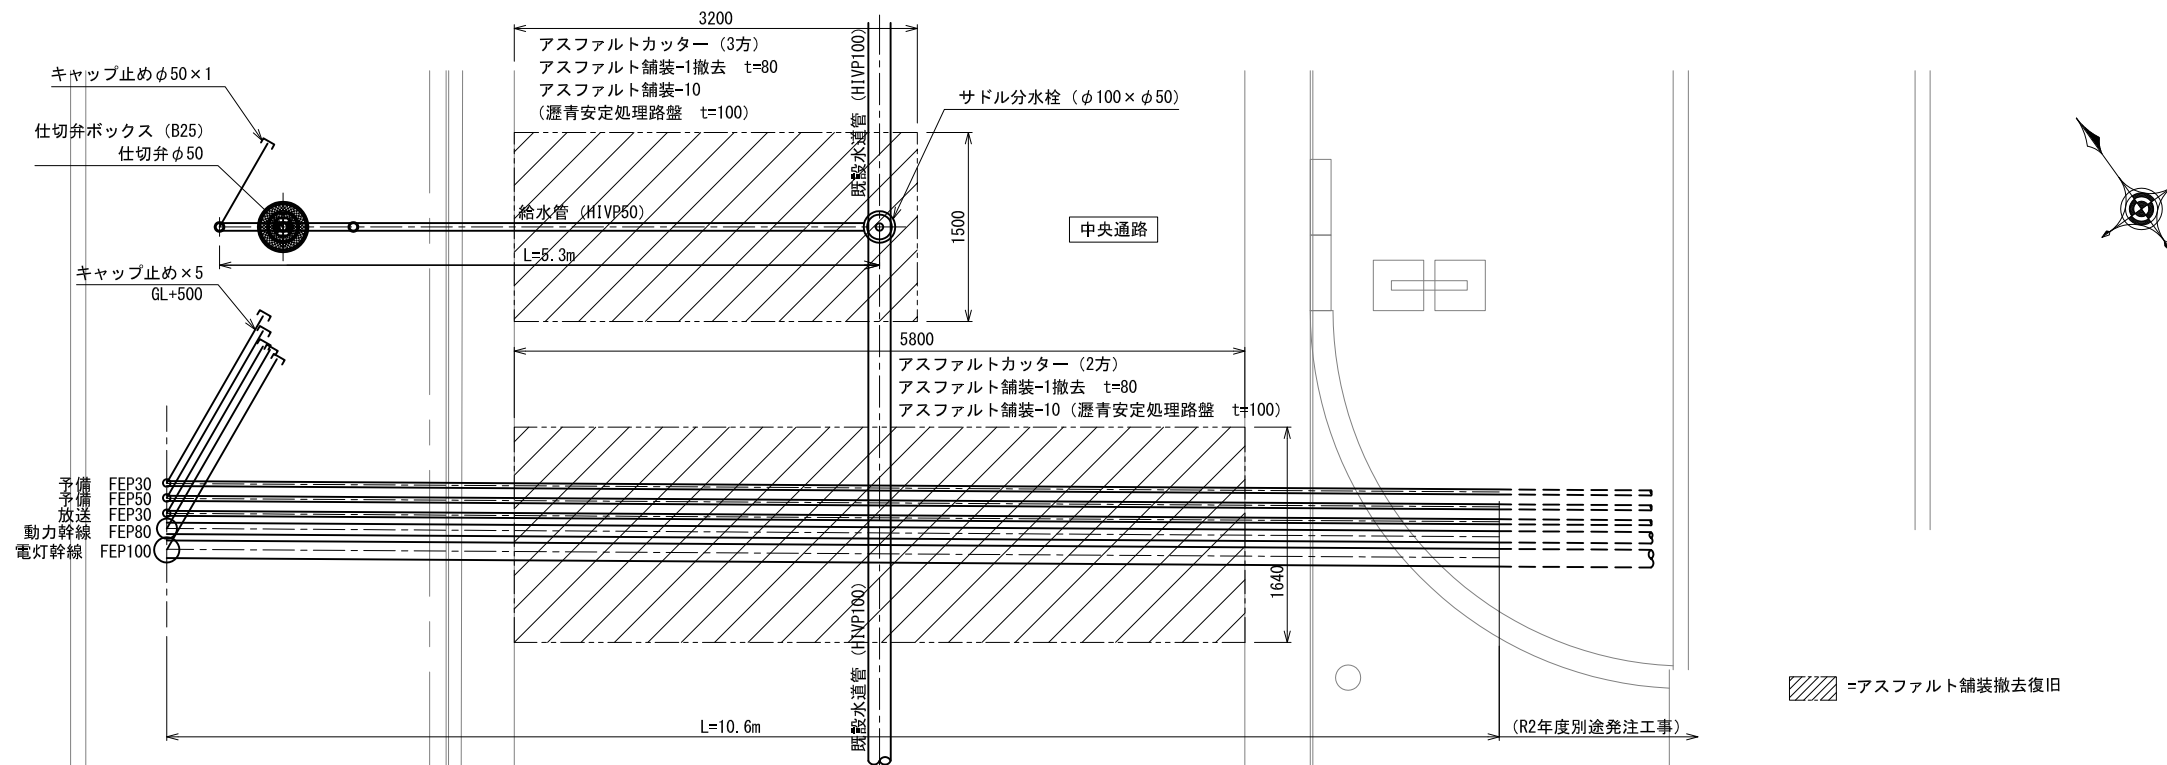 3200
アスファルトカッター（3方）
アスファルト舗装-1撤去　t=80
アスファルト舗装-10
（瀝青安定処理路盤　t=100）
既設水道管（HIVP100）
キャップ止めφ50×1
サドル分水栓（φ100×φ50）
仕切弁ボックス（B25）
仕切弁φ50
給水管（HIVP50）
1500
中央通路
L=5.3m
キャップ止め×5
GL+500
5800
アスファルトカッター（2方）
アスファルト舗装-1撤去　t=80
アスファルト舗装-10（瀝青安定処理路盤　t=100）
予備　FEP30
予備　FEP50
放送　FEP30
動力幹線　FEP80
電灯幹線　FEP100
1640
既設水道管（HIVP100）
=アスファルト舗装撤去復旧
L=10.6m
（R2年度別途発注工事）